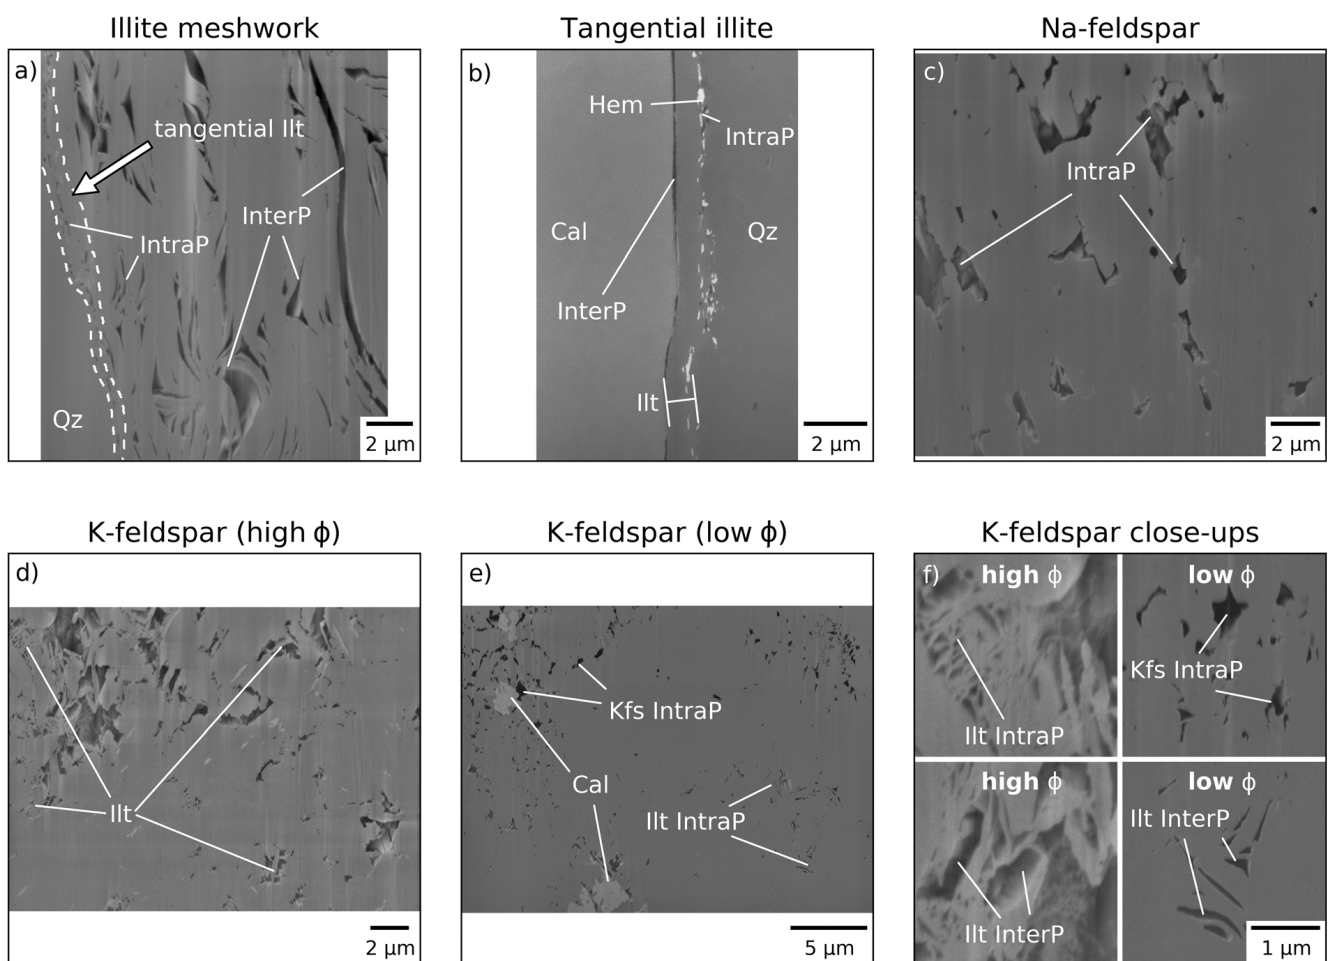 Illite meshwork
a)
tangential Ilt
InterP
IntraP
Qz
2 μm
Tangential illite
b)
Hem
IntraP
Cal
Qz
InterP
Ilt
2 μm
Na-feldspar
c)
IntraP
2 μm
K-feldspar (high ϕ)
d)
Ilt
2 μm
K-feldspar (low ϕ)
e)
Kfs IntraP
Cal
Ilt IntraP
5 μm
K-feldspar close-ups
f)
high ϕ
Ilt IntraP
low ϕ
Kfs IntraP
high ϕ
Ilt InterP
low ϕ
Ilt InterP
1 μm